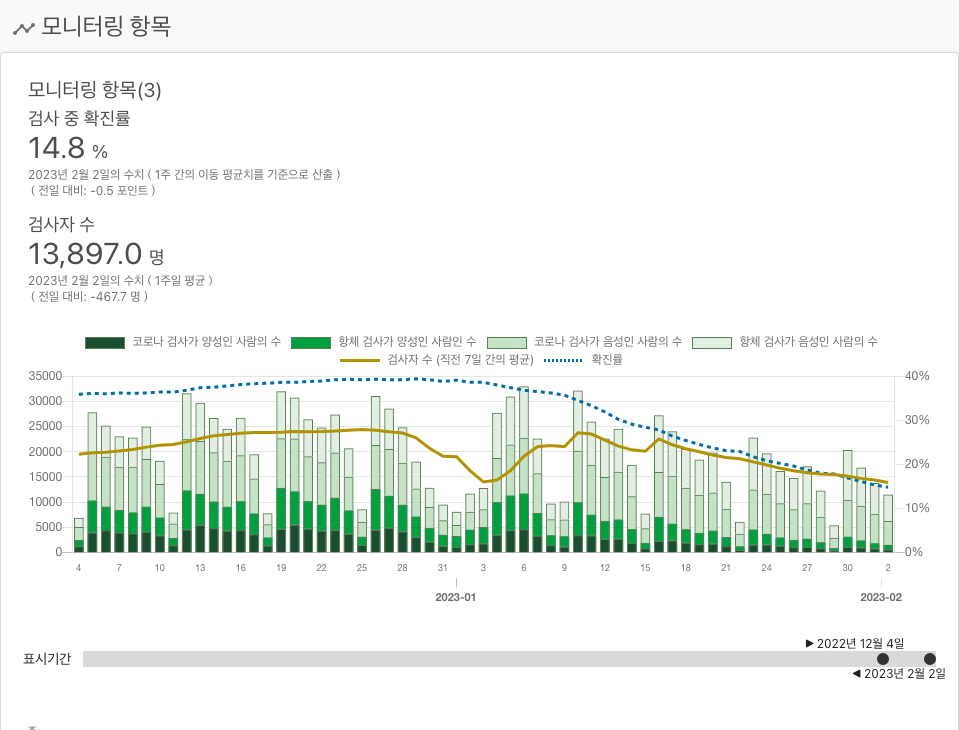 모니터링 항목
모니터링 항목(3)
검사 중 확진률
14.8 %
2023년 2월 2일의 수치 ( 1주 간의 이동 평균치를 기준으로 산출 )
( 전일 대비: -0.5 포인트 )
검사자 수
13,897.0 명
2023년 2월 2일의 수치 ( 1주일 평균 )
( 전일 대비: -467.7 명 )
코로나 검사가 양성인 사람의 수 항체 검사가 양성인 사람인 수 코로나 검사가 음성인 사람의 수 항체 검사가 음성인 사람의 수
검사자 수 (직전 7일 간의 평균) 확진률
35000 40%
30000
25000 30%
20000 20%
15000
10000 10%
5000
0 0%
4 7 10 13 16 19 22 25 28 31 3 6 9 12 15 18 21 24 27 30 2
2023-01 2023-02
▶ 2022년 12월 4일
표시기간
◀ 2023년 2월 2일